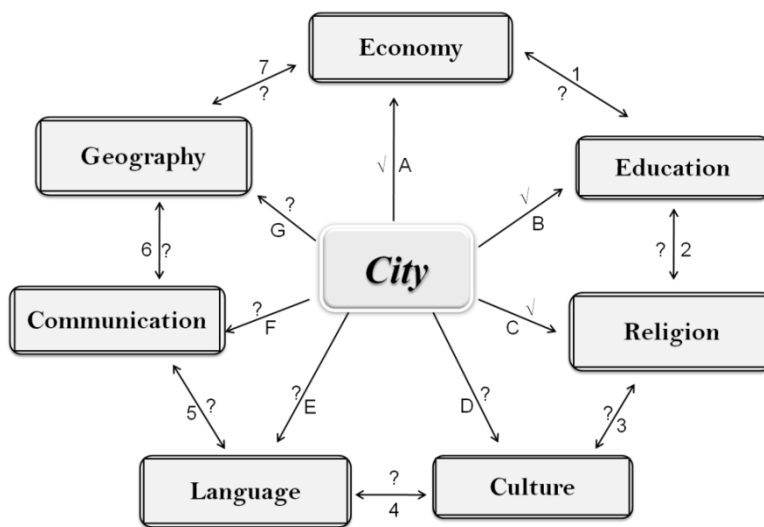 Economy
7
?
1
?
Geography
√ A
Education
√
B
?
G
6 ?
City
? 2
Communication
?
F
√
C
Religion
5 ?
?
E
D ?
?
3
Language
?
4
Culture